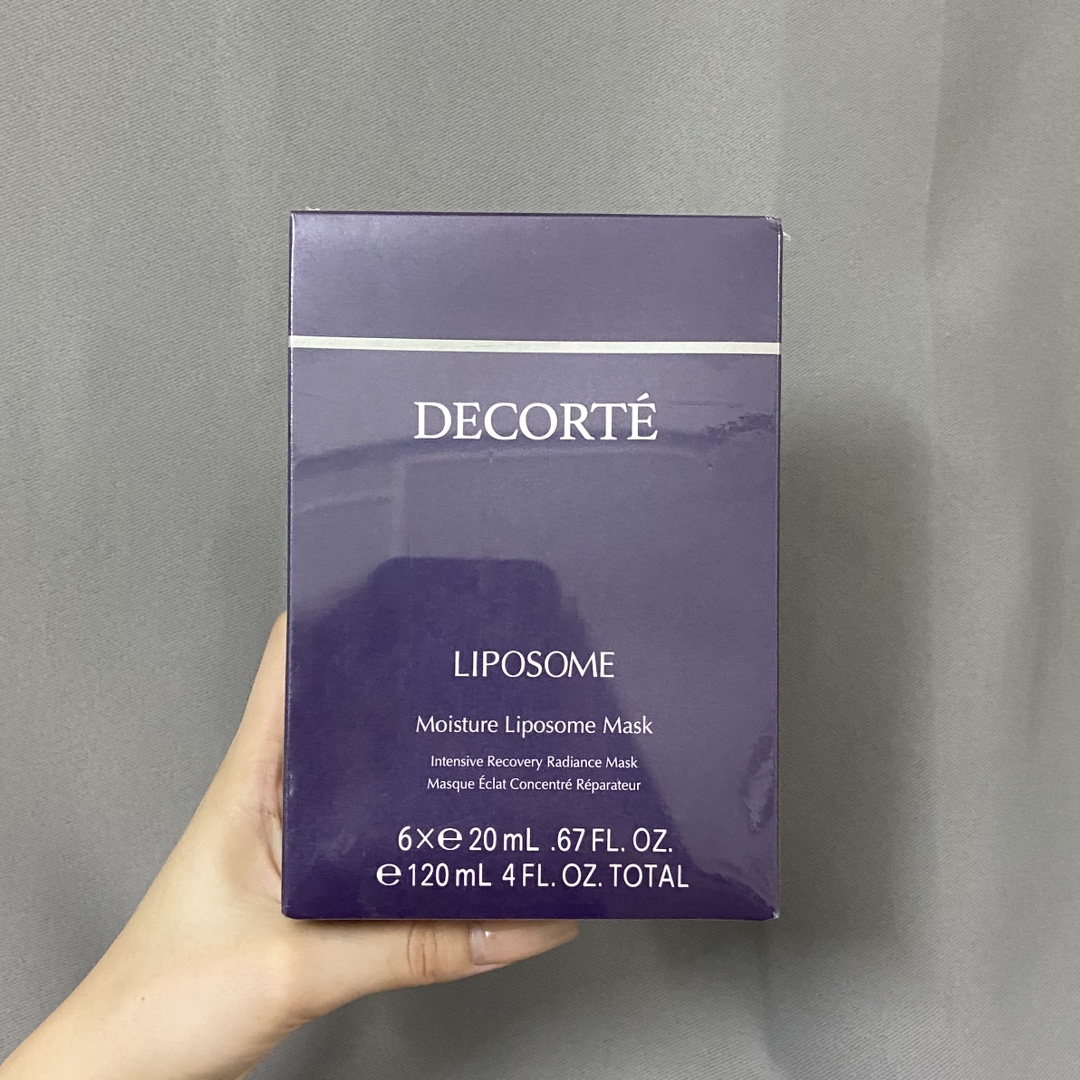 DECORTÉ
LIPOSOME
Moisture Liposome Mask
Intensive Recovery Radiance Mask
Masque Éclat Concentré Réparateur
6×℮ 20 mL .67 FL. OZ.
℮ 120 mL 4 FL. OZ. TOTAL